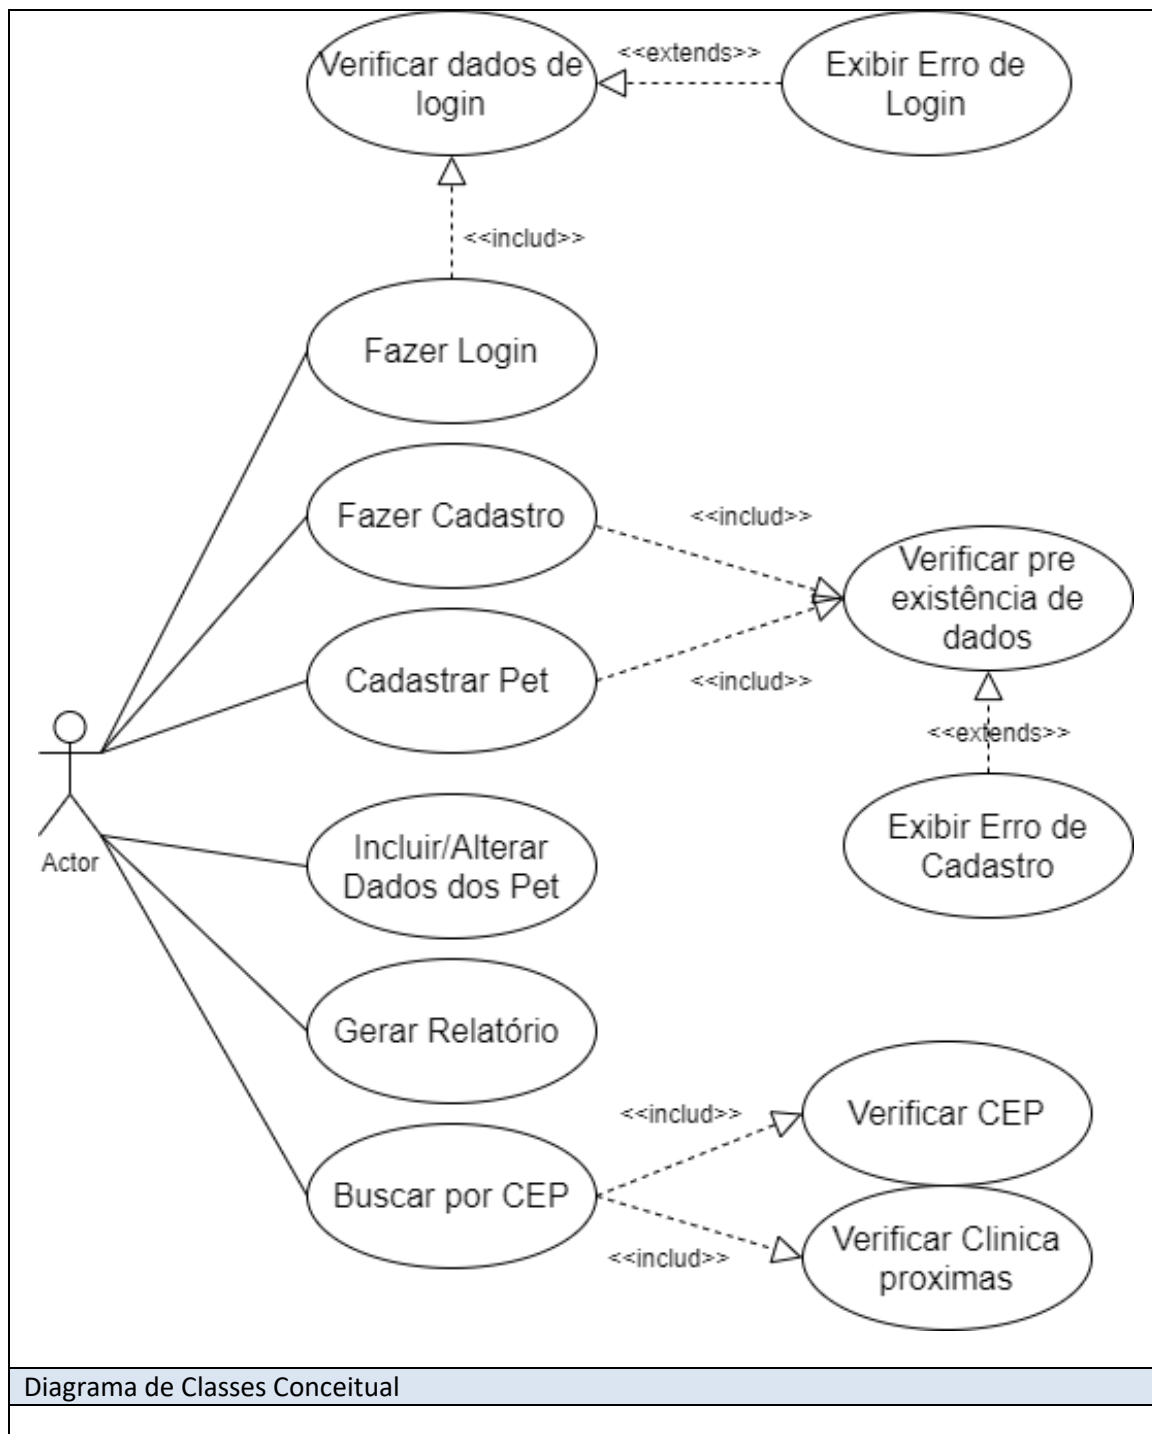 Verificar dados de
login
<<extends>>
Exibir Erro de
Login
<<includ>>
Fazer Login
Fazer Cadastro
<<includ>>
Verificar pre
existência de
dados
Cadastrar Pet
<<includ>>
<<extends>>
Actor
Incluir/Alterar
Dados dos Pet
Exibir Erro de
Cadastro
Gerar Relatório
<<includ>>
Verificar CEP
Buscar por CEP
<<includ>>
Verificar Clinica
proximas
Diagrama de Classes Conceitual